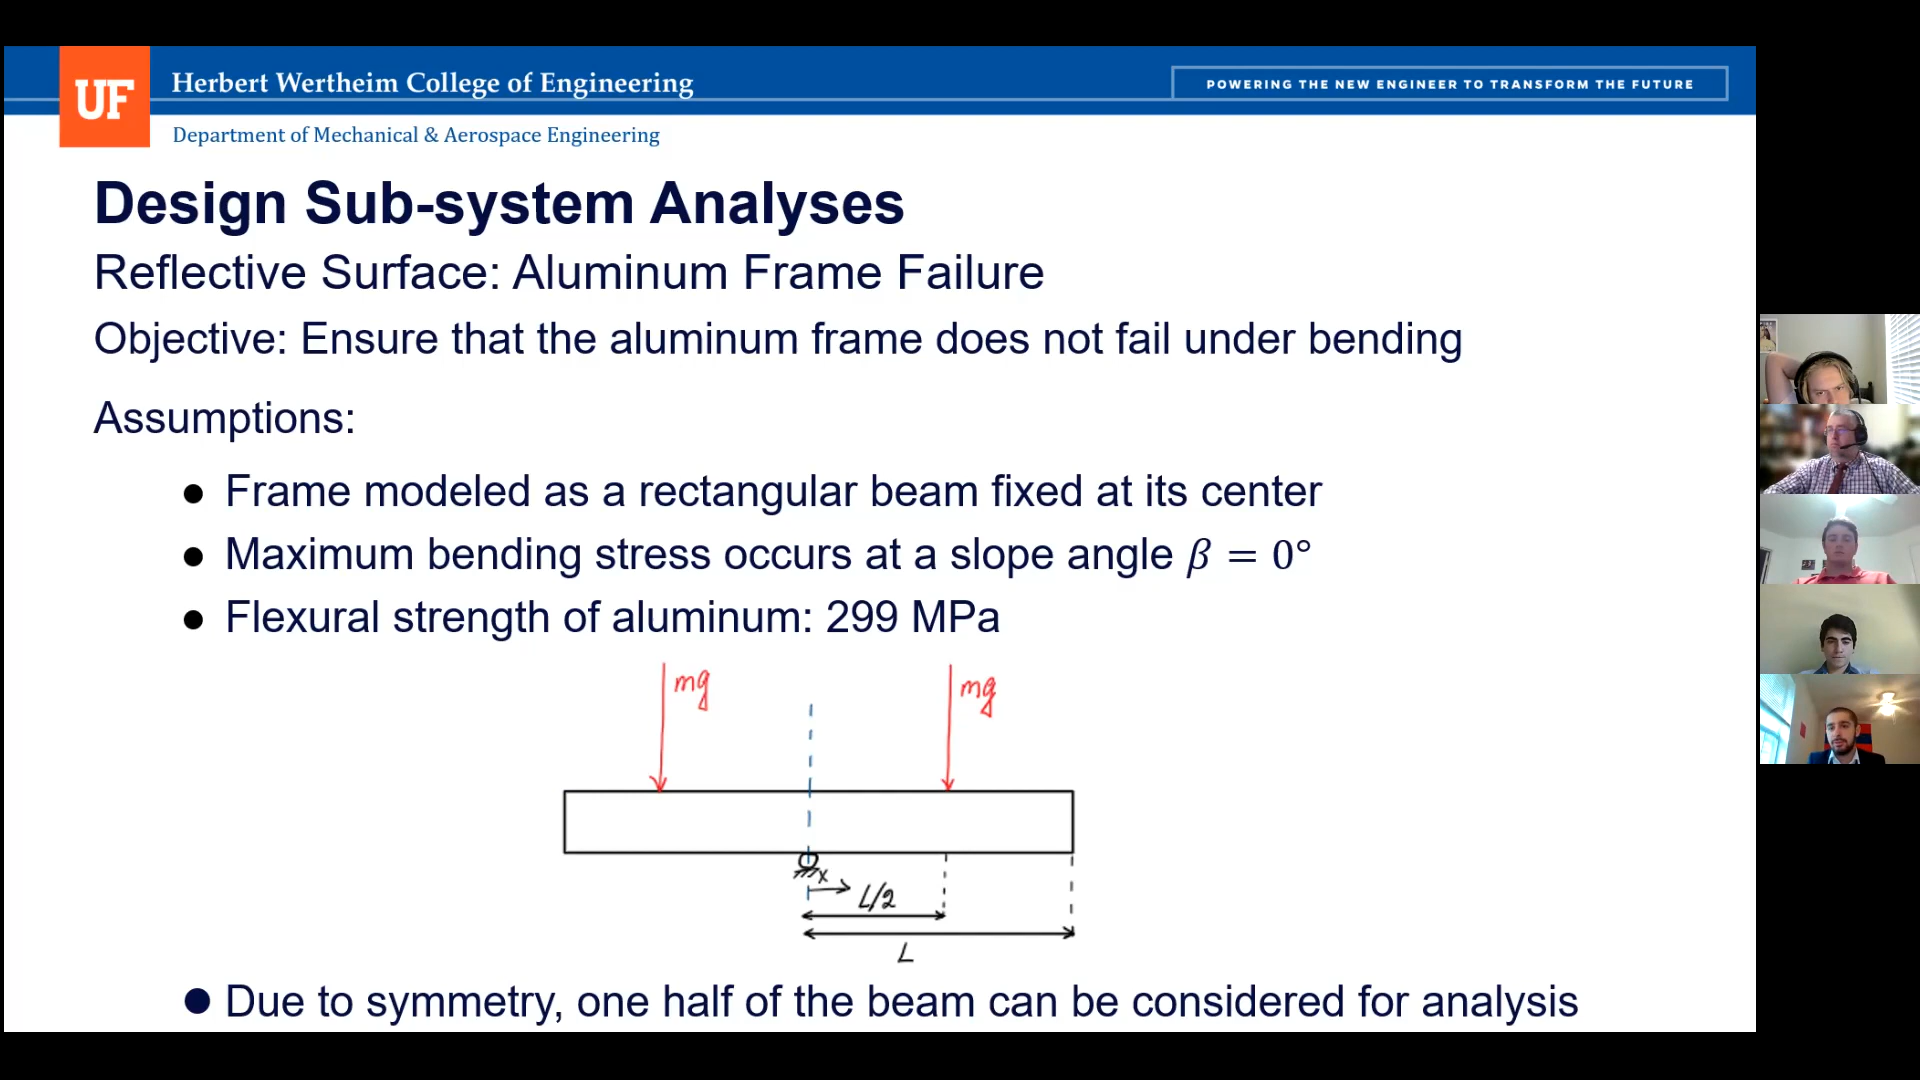 UF
Herbert Wertheim College of Engineering
POWERING THE NEW ENGINEER TO TRANSFORM THE FUTURE
Department of Mechanical & Aerospace Engineering
Design Sub-system Analyses
Reflective Surface: Aluminum Frame Failure
Objective: Ensure that the aluminum frame does not fail under bending
Assumptions:
● Frame modeled as a rectangular beam fixed at its center
● Maximum bending stress occurs at a slope angle β = 0°
● Flexural strength of aluminum: 299 MPa
mg
mg
x
L/2
L
● Due to symmetry, one half of the beam can be considered for analysis